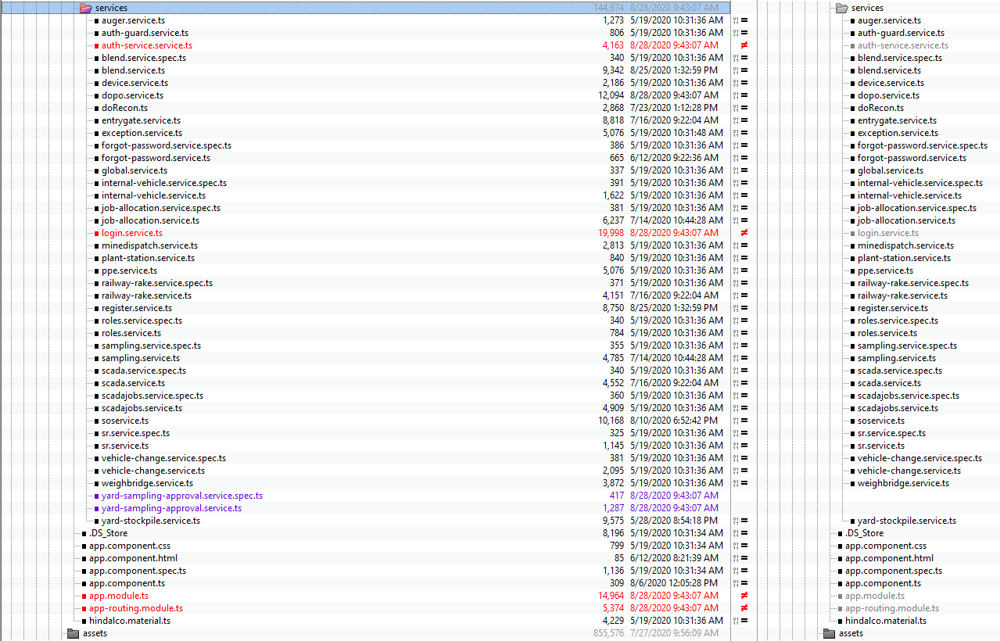 services 144,674 8/28/2020 9:43:07 AM services
auger.service.ts 1,273 5/19/2020 10:31:36 AM = auger.service.ts
auth-guard.service.ts 806 5/19/2020 10:31:36 AM = auth-guard.service.ts
auth-service.service.ts 4,163 8/28/2020 9:43:07 AM ≠ auth-service.service.ts
blend.service.spec.ts 340 5/19/2020 10:31:36 AM = blend.service.spec.ts
blend.service.ts 9,342 8/25/2020 1:32:59 PM = blend.service.ts
device.service.ts 2,186 5/19/2020 10:31:36 AM = device.service.ts
dopo.service.ts 12,094 8/28/2020 9:43:07 AM = dopo.service.ts
doRecon.ts 2,868 7/23/2020 1:12:28 PM = doRecon.ts
entrygate.service.ts 8,818 7/16/2020 9:22:04 AM = entrygate.service.ts
exception.service.ts 5,076 5/19/2020 10:31:48 AM = exception.service.ts
forgot-password.service.spec.ts 386 5/19/2020 10:31:36 AM = forgot-password.service.spec.ts
forgot-password.service.ts 665 6/12/2020 9:22:36 AM = forgot-password.service.ts
global.service.ts 337 5/19/2020 10:31:36 AM = global.service.ts
internal-vehicle.service.spec.ts 391 5/19/2020 10:31:36 AM = internal-vehicle.service.spec.ts
internal-vehicle.service.ts 1,622 5/19/2020 10:31:36 AM = internal-vehicle.service.ts
job-allocation.service.spec.ts 381 5/19/2020 10:31:36 AM = job-allocation.service.spec.ts
job-allocation.service.ts 6,237 7/14/2020 10:44:28 AM = job-allocation.service.ts
login.service.ts 19,998 8/28/2020 9:43:07 AM ≠ login.service.ts
minedispatch.service.ts 2,813 5/19/2020 10:31:36 AM = minedispatch.service.ts
plant-station.service.ts 840 5/19/2020 10:31:36 AM = plant-station.service.ts
ppe.service.ts 5,076 5/19/2020 10:31:36 AM = ppe.service.ts
railway-rake.service.spec.ts 371 5/19/2020 10:31:36 AM = railway-rake.service.spec.ts
railway-rake.service.ts 4,151 7/16/2020 9:22:04 AM = railway-rake.service.ts
register.service.ts 8,750 8/25/2020 1:32:59 PM = register.service.ts
roles.service.spec.ts 340 5/19/2020 10:31:36 AM = roles.service.spec.ts
roles.service.ts 784 5/19/2020 10:31:36 AM = roles.service.ts
sampling.service.spec.ts 355 5/19/2020 10:31:36 AM = sampling.service.spec.ts
sampling.service.ts 4,785 7/14/2020 10:44:28 AM = sampling.service.ts
scada.service.spec.ts 340 5/19/2020 10:31:36 AM = scada.service.spec.ts
scada.service.ts 4,552 7/16/2020 9:22:04 AM = scada.service.ts
scadajobs.service.spec.ts 360 5/19/2020 10:31:36 AM = scadajobs.service.spec.ts
scadajobs.service.ts 4,909 5/19/2020 10:31:36 AM = scadajobs.service.ts
soservice.ts 10,168 8/10/2020 6:52:42 PM = soservice.ts
sr.service.spec.ts 325 5/19/2020 10:31:36 AM = sr.service.spec.ts
sr.service.ts 1,145 5/19/2020 10:31:36 AM = sr.service.ts
vehicle-change.service.spec.ts 381 5/19/2020 10:31:36 AM = vehicle-change.service.spec.ts
vehicle-change.service.ts 2,095 5/19/2020 10:31:36 AM = vehicle-change.service.ts
weighbridge.service.ts 3,872 5/19/2020 10:31:36 AM = weighbridge.service.ts
yard-sampling-approval.service.spec.ts 417 8/28/2020 9:43:07 AM
yard-sampling-approval.service.ts 1,287 8/28/2020 9:43:07 AM
yard-stockpile.service.ts 9,575 5/28/2020 8:54:18 PM = yard-stockpile.service.ts
.DS_Store 8,196 5/19/2020 10:31:34 AM = .DS_Store
app.component.css 799 5/19/2020 10:31:34 AM = app.component.css
app.component.html 85 6/12/2020 8:21:39 AM = app.component.html
app.component.spec.ts 1,136 5/19/2020 10:31:34 AM = app.component.spec.ts
app.component.ts 309 8/6/2020 12:05:28 PM = app.component.ts
app.module.ts 14,964 8/28/2020 9:43:07 AM ≠ app.module.ts
app-routing.module.ts 5,374 8/28/2020 9:43:07 AM ≠ app-routing.module.ts
hindalco.material.ts 4,229 5/19/2020 10:31:36 AM = hindalco.material.ts
assets 855,576 7/27/2020 9:56:09 AM assets